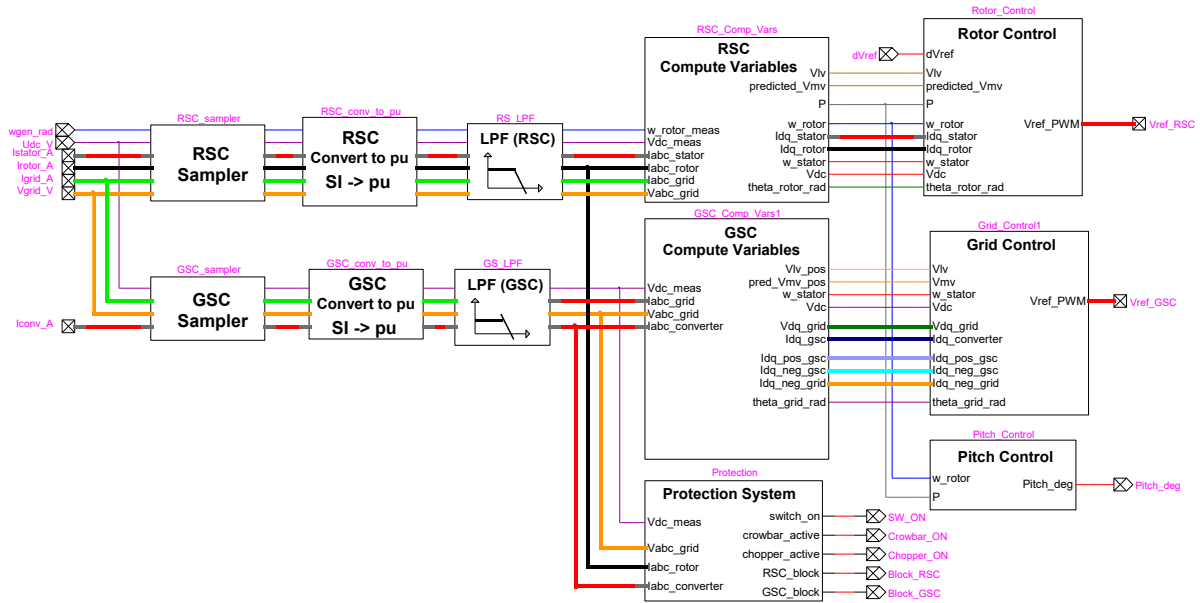 Rotor_Control
RSC_Comp_Vars
RSC
Compute Variables
Rotor Control
dVref
dVref
Vlv
Vlv
predicted_Vmv
predicted_Vmv
P
P
RSC_sampler
RSC_conv_to_pu
RS_LPF
wgen_rad
Udc_V
Istator_A
Irotor_A
Igrid_A
Vgrid_V
RSC
Sampler
RSC
Convert to pu
SI -> pu
LPF (RSC)
w_rotor_meas
Vdc_meas
Iabc_stator
Iabc_rotor
Iabc_grid
Vabc_grid
w_rotor
Idq_stator
Idq_rotor
w_stator
Vdc
theta_rotor_rad
w_rotor
Idq_stator
Idq_rotor
w_stator
Vdc
theta_rotor_rad
Vref_PWM
Vref_RSC
GSC_Comp_Vars1
GSC
Compute Variables
Grid_Control1
Grid Control
GSC_sampler
GSC_conv_to_pu
GS_LPF
GSC
Sampler
GSC
Convert to pu
SI -> pu
LPF (GSC)
Iconv_A
Vdc_meas
Iabc_grid
Vabc_grid
Iabc_converter
Vlv_pos
pred_Vmv_pos
w_stator
Vdc
Vdq_grid
Idq_gsc
Idq_pos_gsc
Idq_neg_gsc
Idq_neg_grid
theta_grid_rad
Vlv
Vmv
w_stator
Vdc
Vdq_grid
Idq_converter
Idq_pos_gsc
Idq_neg_gsc
Idq_neg_grid
theta_grid_rad
Vref_PWM
Vref_GSC
Pitch_Control
Pitch Control
w_rotor
P
Pitch_deg
Pitch_deg
Protection
Protection System
Vdc_meas
Vabc_grid
Iabc_rotor
Iabc_converter
switch_on
crowbar_active
chopper_active
RSC_block
GSC_block
SW_ON
Crowbar_ON
Chopper_ON
Block_RSC
Block_GSC